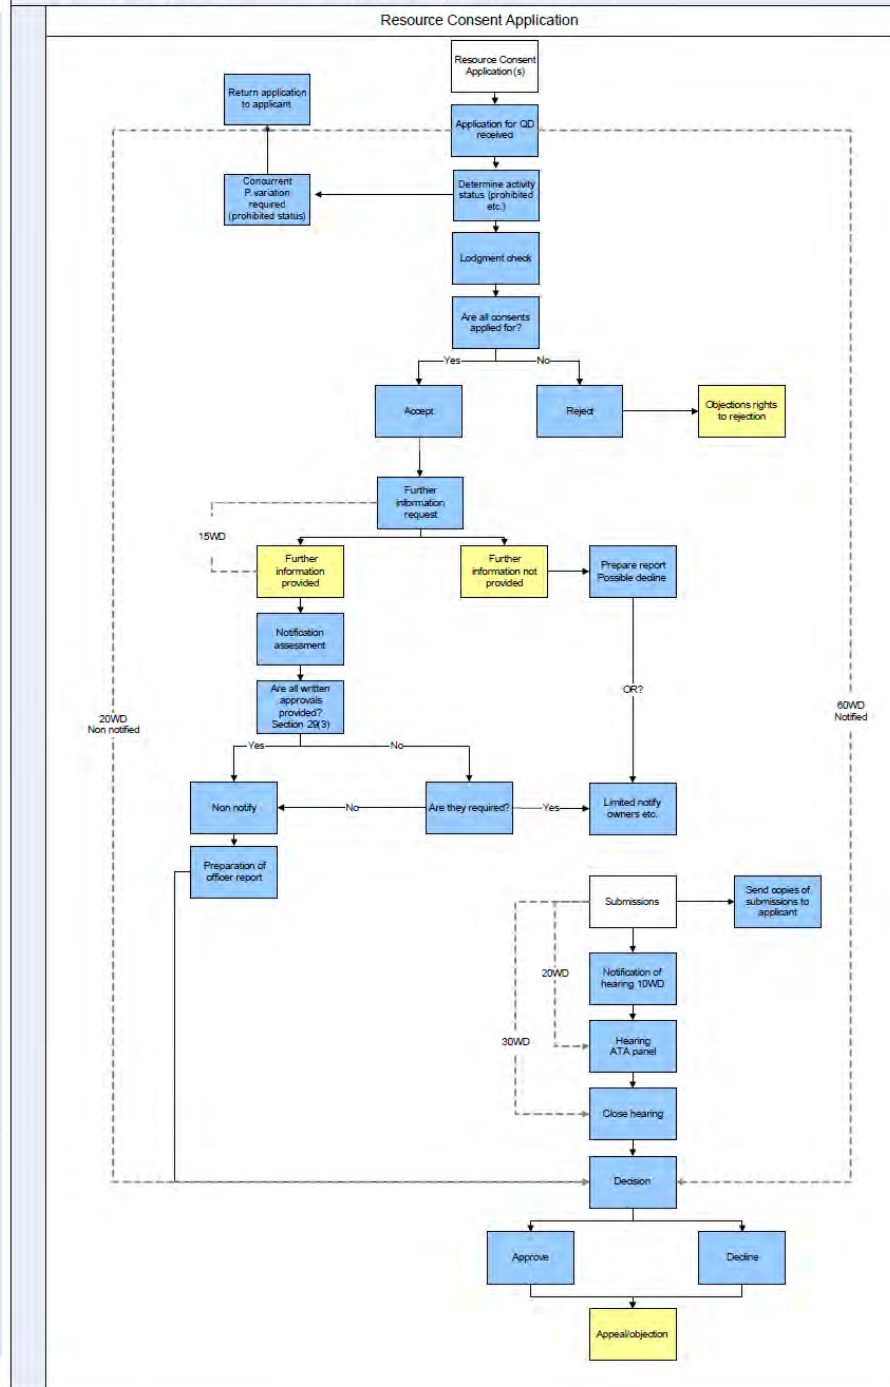 Resource Consent Application
Resource Consent
Application(s)
Return application
to applicant
Application for QD
received
Concurrent
P.variation
required
(prohibited status)
Determine activity
status (prohibited
etc.)
Lodgment check
Are all consents
applied for?
Yes
No
Accept
Reject
Objections rights
to rejection
Further
information
request
15WD
Further
information
provided
Further
information not
provided
Prepare report
Possible decline
Notification
assessment
Are all written
approvals
provided?
Section 29(3)
OR?
20WD
Non notified
60WD
Notified
Yes
No
Non notify
No
Are they required?
Yes
Limited notify
owners etc.
Preparation of
officer report
Submissions
Send copies of
submissions to
applicant
20WD
Notification of
hearing 10WD
30WD
Hearing
ATA panel
Close hearing
Decision
Approve
Decline
Appeal/objection